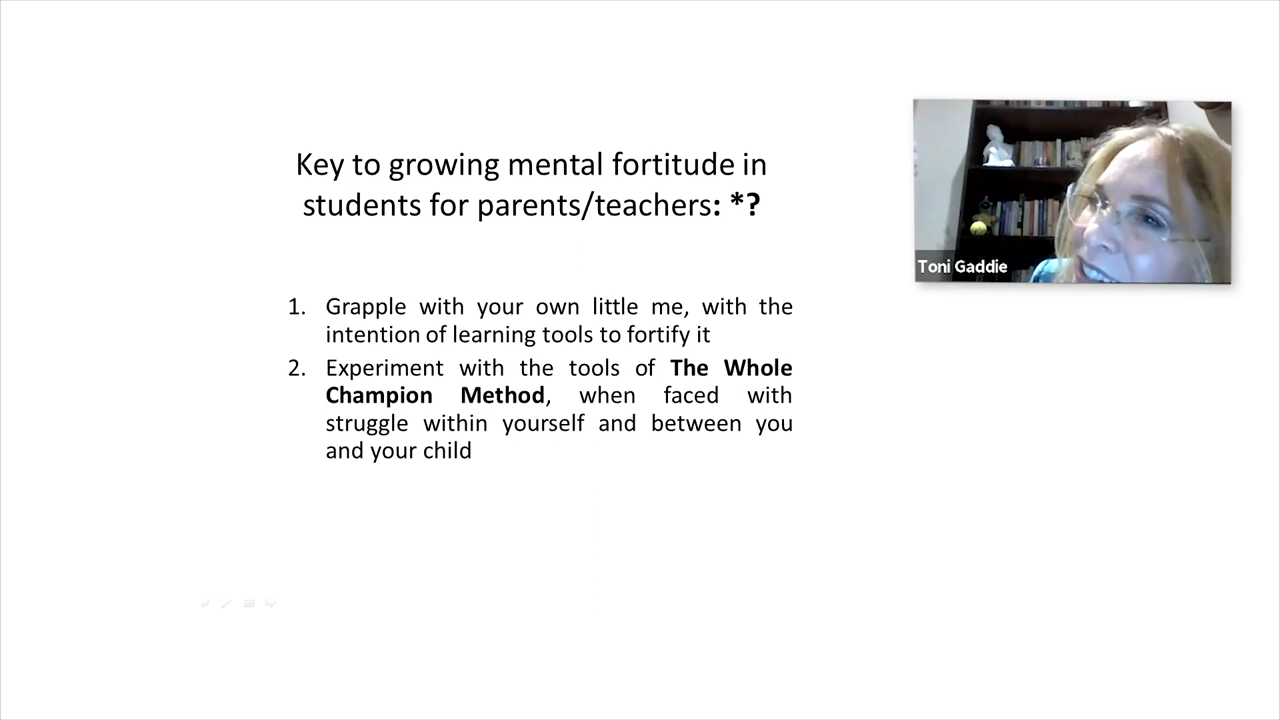 Key to growing mental fortitude in
students for parents/teachers: *?
1. Grapple with your own little me, with the
intention of learning tools to fortify it
2. Experiment with the tools of The Whole
Champion Method, when faced with
struggle within yourself and between you
and your child
Toni Gaddie